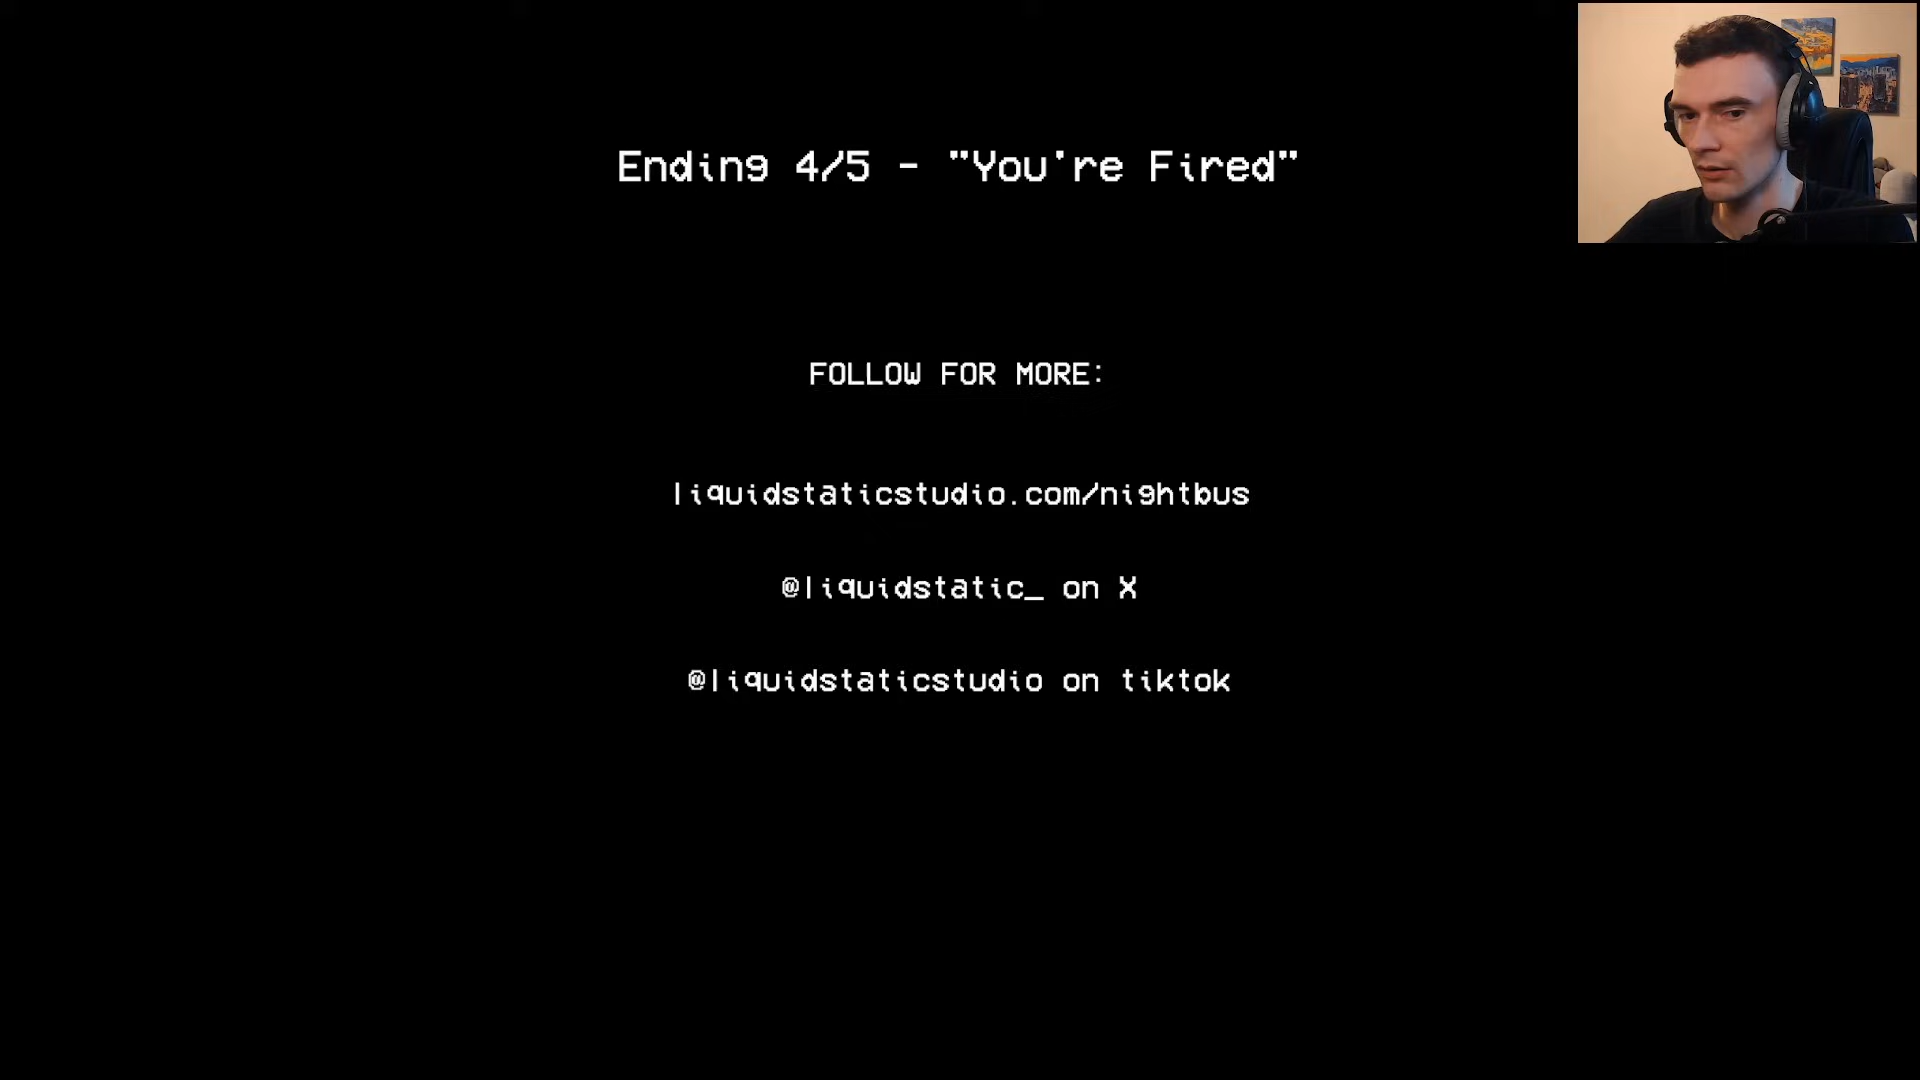 Ending 4/5 - "You're Fired"
FOLLOW FOR MORE:
liquidstaticstudio.com/nightbus
@liquidstatic_ on X
@liquidstaticstudio on tiktok